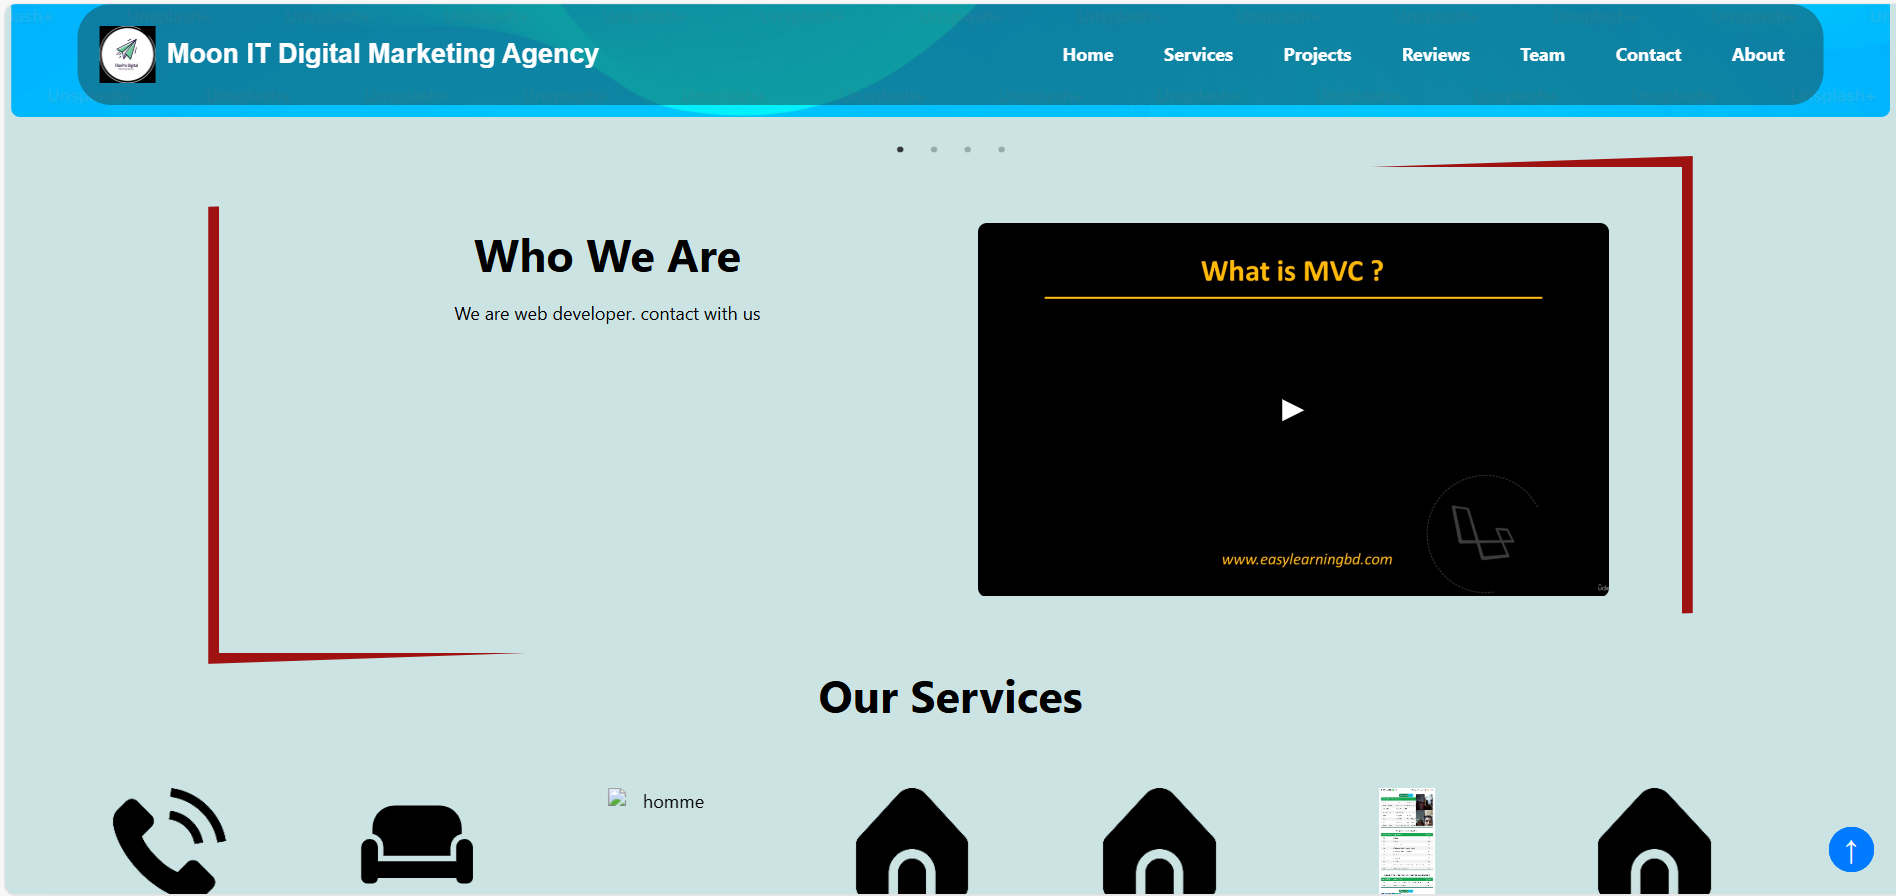 Moon IT Digital Marketing Agency
Home
Services
Projects
Reviews
Team
Contact
About
Who We Are
We are web developer. contact with us
What is MVC ?
www.easylearningbd.com
Our Services
homme